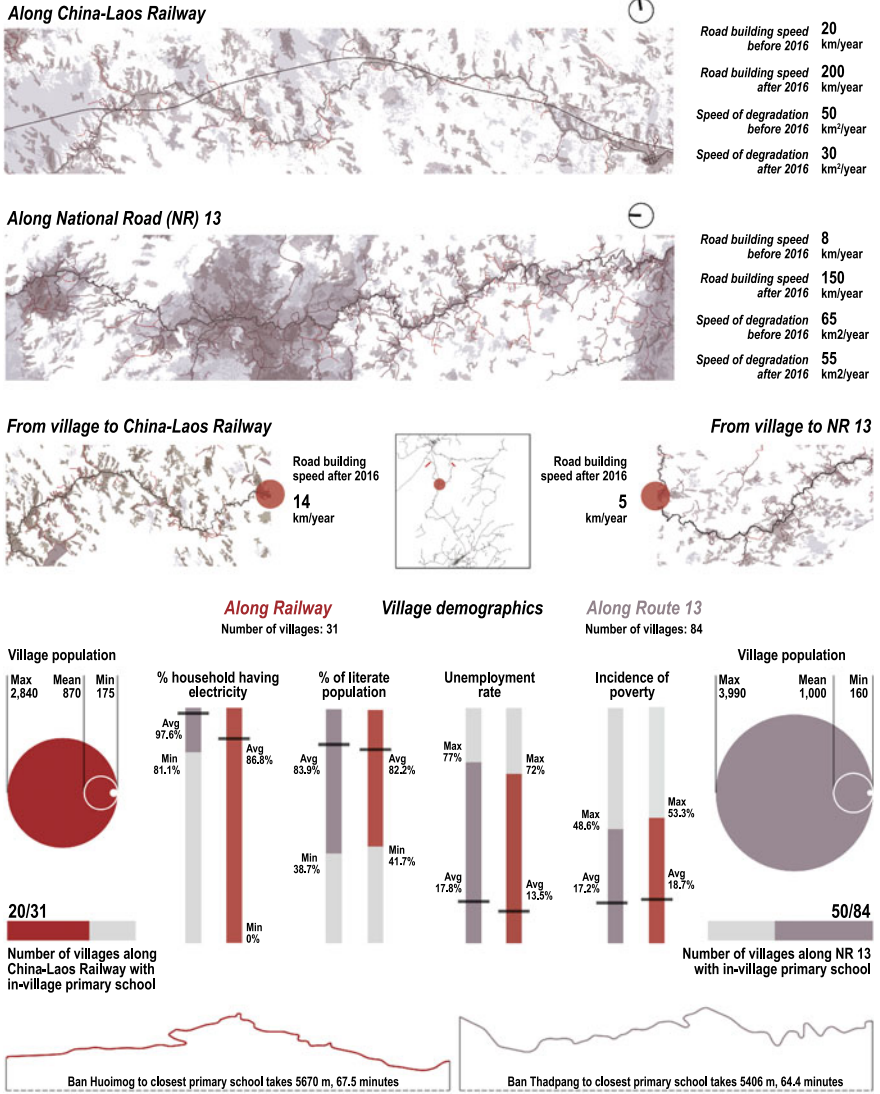 Along China-Laos Railway
Road building speed before 2016 20 km/year
Road building speed after 2016 200 km/year
Speed of degradation before 2016 50 km²/year
Speed of degradation after 2016 30 km²/year
Along National Road (NR) 13
Road building speed before 2016 8 km/year
Road building speed after 2016 150 km/year
Speed of degradation before 2016 65 km2/year
Speed of degradation after 2016 55 km2/year
From village to China-Laos Railway
From village to NR 13
Road building
speed after 2016
14
km/year
Road building
speed after 2016
5
km/year
Along Railway
Village demographics
Along Route 13
Number of villages: 31
Number of villages: 84
Village population
Max
2,840
Mean
870
Min
175
% household having
electricity
Avg
97.6%
Min
81.1%
Avg
86.8%
Min
0%
% of literate
population
Avg
83.9%
Min
38.7%
Avg
82.2%
Min
41.7%
Unemployment
rate
Max
77%
Avg
17.8%
Max
72%
Avg
13.5%
Incidence of
poverty
Max
48.6%
Avg
17.2%
Max
53.3%
Avg
18.7%
Village population
Max
3,990
Mean
1,000
Min
160
20/31
Number of villages along
China-Laos Railway with
in-village primary school
50/84
Number of villages along NR 13
with in-village primary school
Ban Huoimog to closest primary school takes 5670 m, 67.5 minutes
Ban Thadpang to closest primary school takes 5406 m, 64.4 minutes